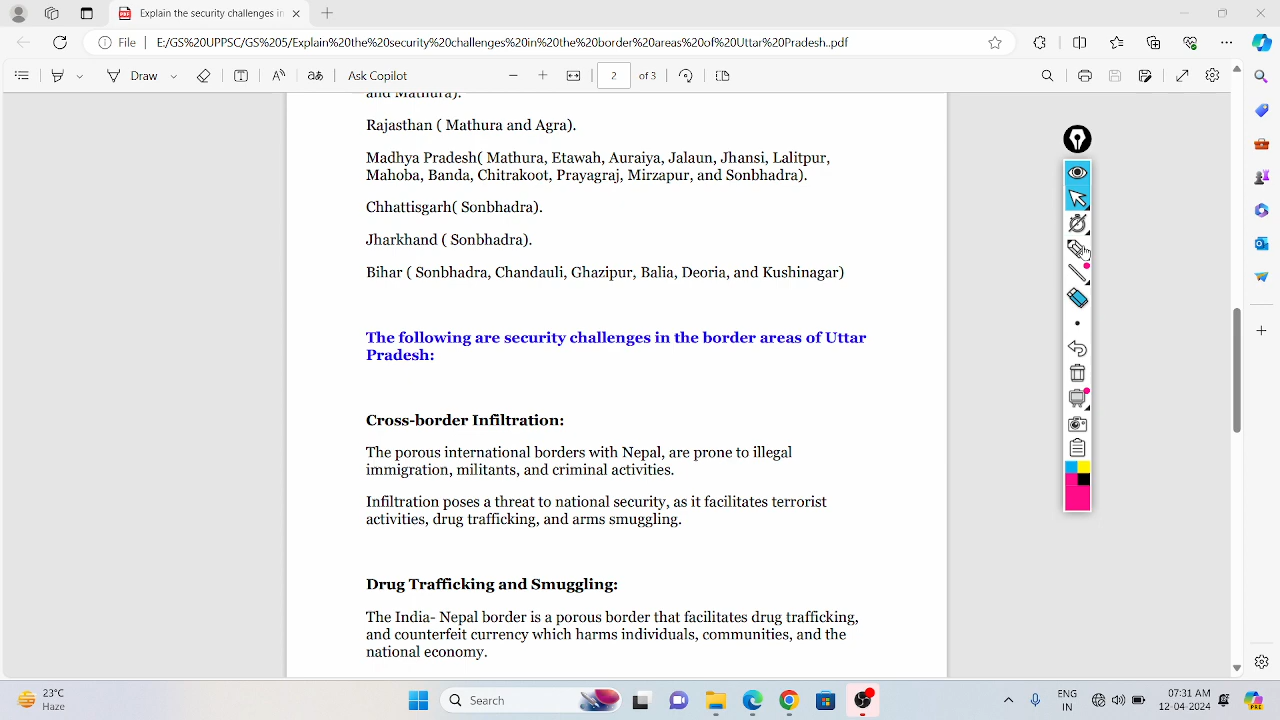 Explain the security challenges in
File
E:/GS%20UPPSC/GS%205/Explain%20the%20security%20challenges%20in%20the%20border%20areas%20of%20Uttar%20Pradesh..pdf
Draw
Ask Copilot
2 of 3
and Mathura).
Rajasthan ( Mathura and Agra).
Madhya Pradesh( Mathura, Etawah, Auraiya, Jalaun, Jhansi, Lalitpur,
Mahoba, Banda, Chitrakoot, Prayagraj, Mirzapur, and Sonbhadra).
Chhattisgarh( Sonbhadra).
Jharkhand ( Sonbhadra).
Bihar ( Sonbhadra, Chandauli, Ghazipur, Balia, Deoria, and Kushinagar)
The following are security challenges in the border areas of Uttar
Pradesh:
Cross-border Infiltration:
The porous international borders with Nepal, are prone to illegal
immigration, militants, and criminal activities.
Infiltration poses a threat to national security, as it facilitates terrorist
activities, drug trafficking, and arms smuggling.
Drug Trafficking and Smuggling:
The India- Nepal border is a porous border that facilitates drug trafficking,
and counterfeit currency which harms individuals, communities, and the
national economy.
23°C
Haze
Search
ENG
IN
07:31 AM
12-04-2024